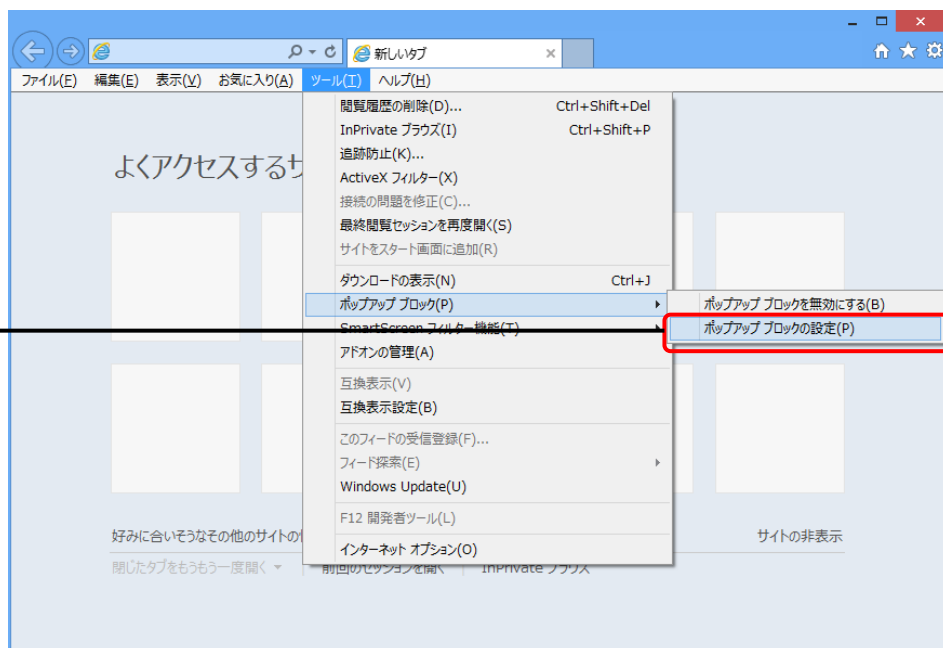 新しいタブ
ファイル(F) 編集(E) 表示(V) お気に入り(A) ツール(T) ヘルプ(H)
よくアクセスするサ
閲覧履歴の削除(D)... Ctrl+Shift+Del
InPrivate ブラウズ(I) Ctrl+Shift+P
追跡防止(K)...
ActiveX フィルター(X)
接続の問題を修正(C)...
最終閲覧セッションを再度開く(S)
サイトをスタート画面に追加(R)
ダウンロードの表示(N) Ctrl+J
ポップアップ ブロック(P)
SmartScreen フィルター機能(T)
アドオンの管理(A)
互換表示(V)
互換表示設定(B)
このフィードの受信登録(F)...
フィード探索(E)
Windows Update(U)
F12 開発者ツール(L)
インターネット オプション(O)
ポップアップ ブロックを無効にする(B)
ポップアップ ブロックの設定(P)
好みに合いそうなその他のサイトの
サイトの非表示
閉じたタブをもうもう一度開く
前回のセッションを開く
InPrivate ブラウズ